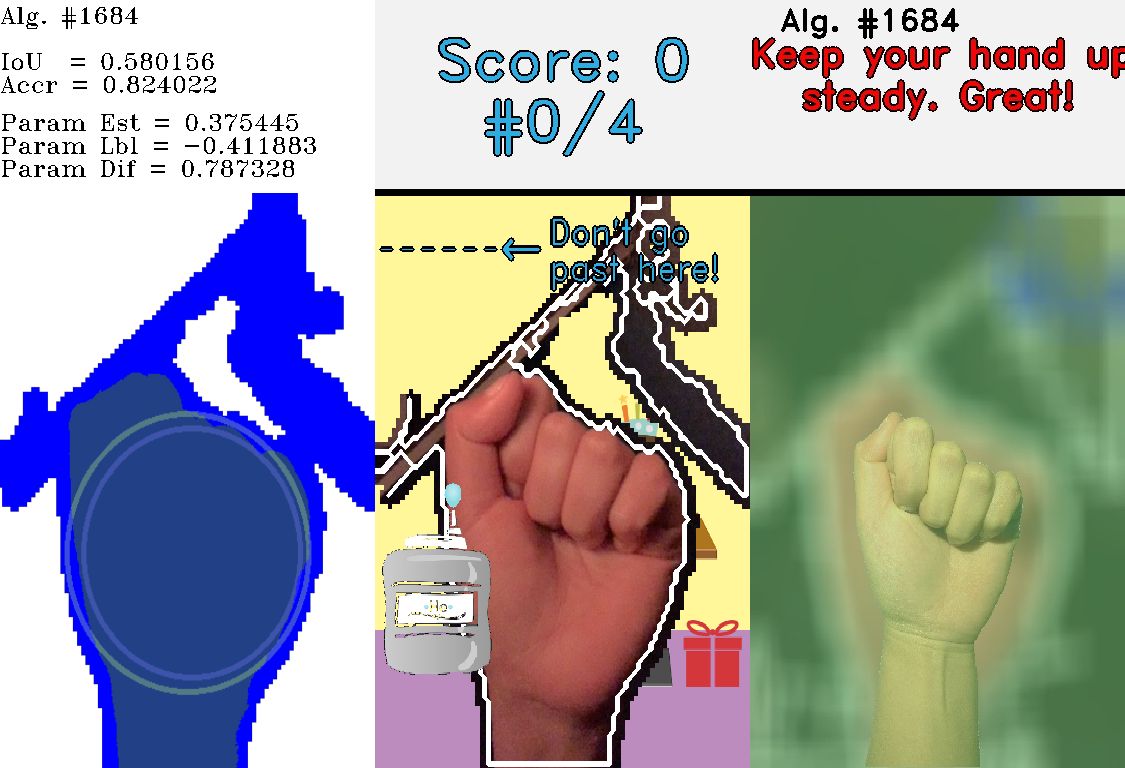 Alg. #1684
IoU = 0.580156
Accr = 0.824022
Param Est = 0.375445
Param Lbl = −0.411883
Param Dif = 0.787328
Score: 0
#0/4
Alg. #1684
Keep your hand up
steady. Great!
Don't go
past here!